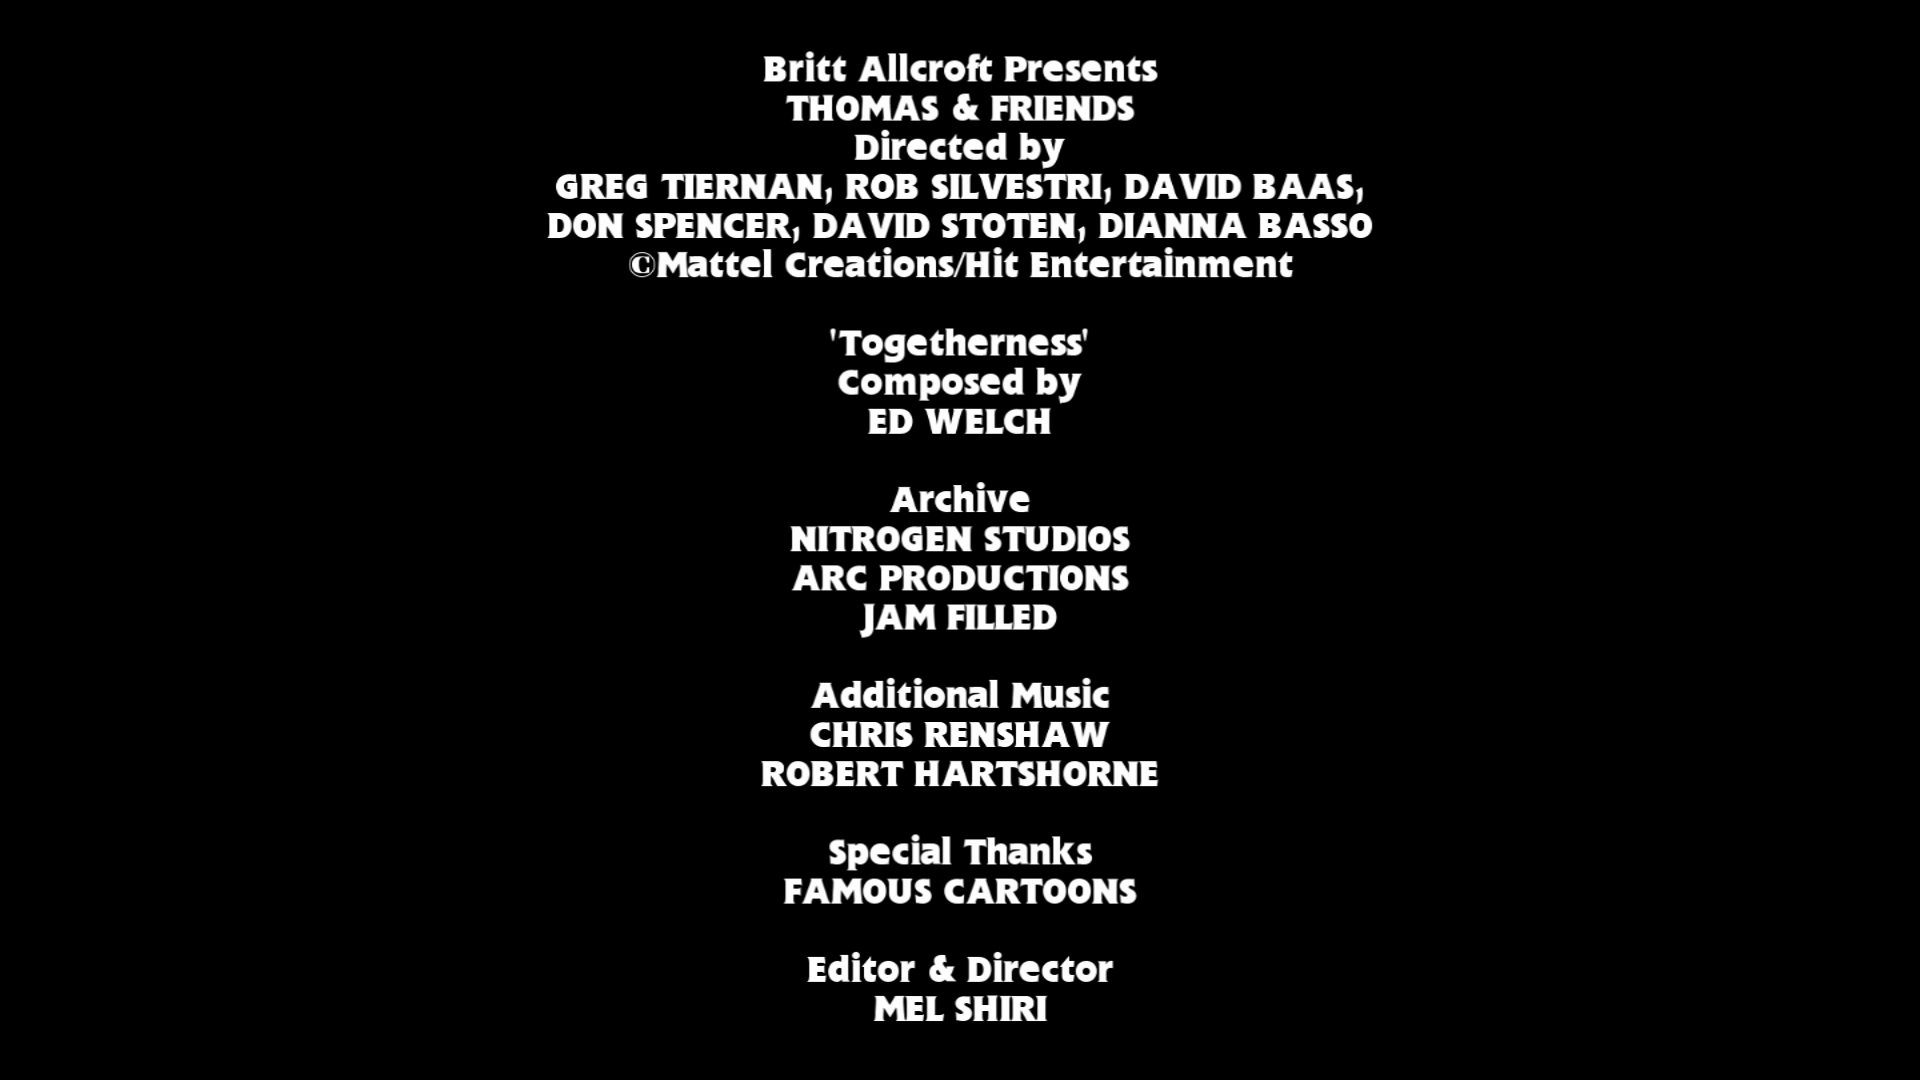 Britt Allcroft Presents
THOMAS & FRIENDS
Directed by
GREG TIERNAN, ROB SILVESTRI, DAVID BAAS,
DON SPENCER, DAVID STOTEN, DIANNA BASSO
©Mattel Creations/Hit Entertainment
'Togetherness'
Composed by
ED WELCH
Archive
NITROGEN STUDIOS
ARC PRODUCTIONS
JAM FILLED
Additional Music
CHRIS RENSHAW
ROBERT HARTSHORNE
Special Thanks
FAMOUS CARTOONS
Editor & Director
MEL SHIRI